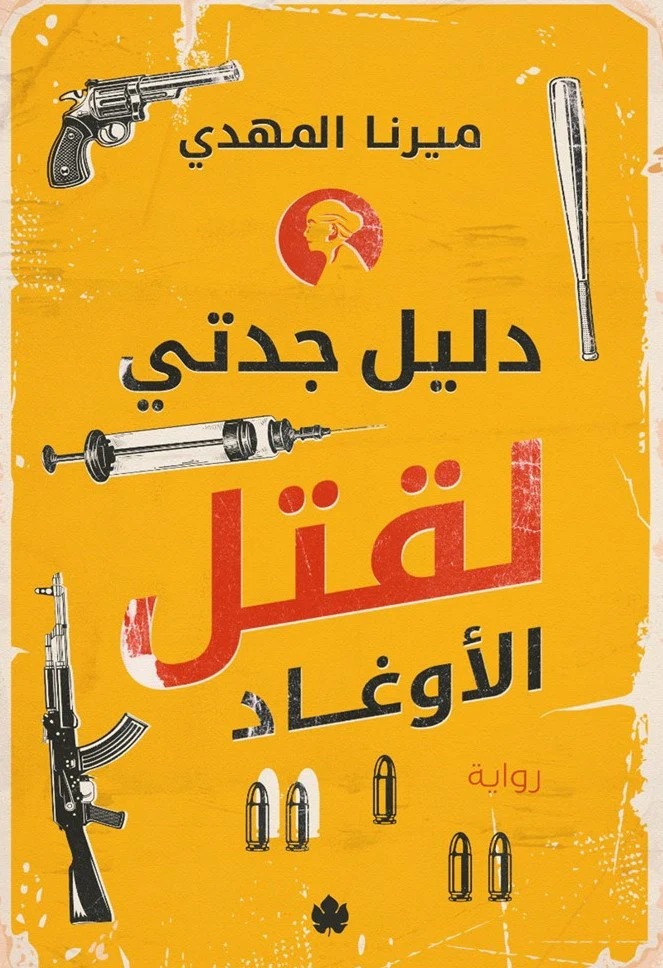 ميرنا المهدي
دليل جدتي
لقتل
الأوغاد
رواية